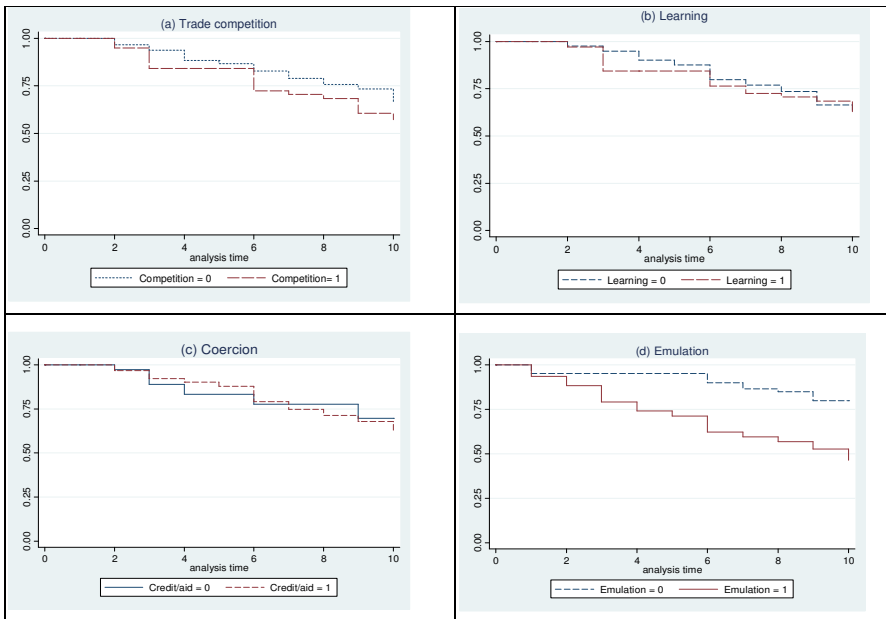 (a) Trade competition
1.00
0.75
0.50
0.25
0.00
0 2 4 6 8 10
analysis time
Competition = 0 Competition= 1
(b) Learning
1.00
0.75
0.50
0.25
0.00
0 2 4 6 8 10
analysis time
Learning = 0 Learning = 1
(c) Coercion
1.00
0.75
0.50
0.25
0.00
0 2 4 6 8 10
analysis time
Credit/aid = 0 Credit/aid = 1
(d) Emulation
1.00
0.75
0.50
0.25
0.00
0 2 4 6 8 10
analysis time
Emulation = 0 Emulation = 1